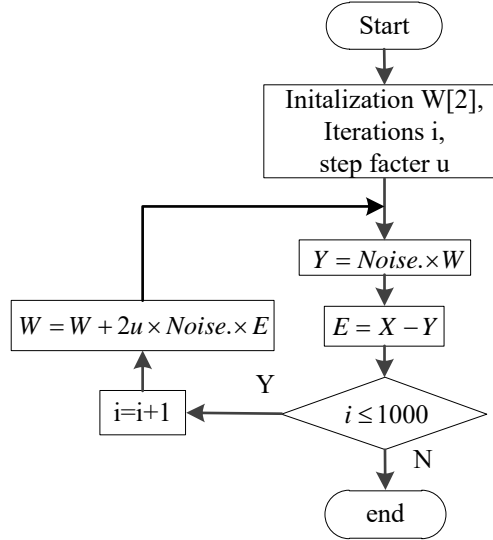 Start
Initalization W[2],
Iterations i,
step facter u
Y = Noise.×W
E = X − Y
i ≤ 1000
Y
i=i+1
W = W + 2u × Noise.× E
N
end